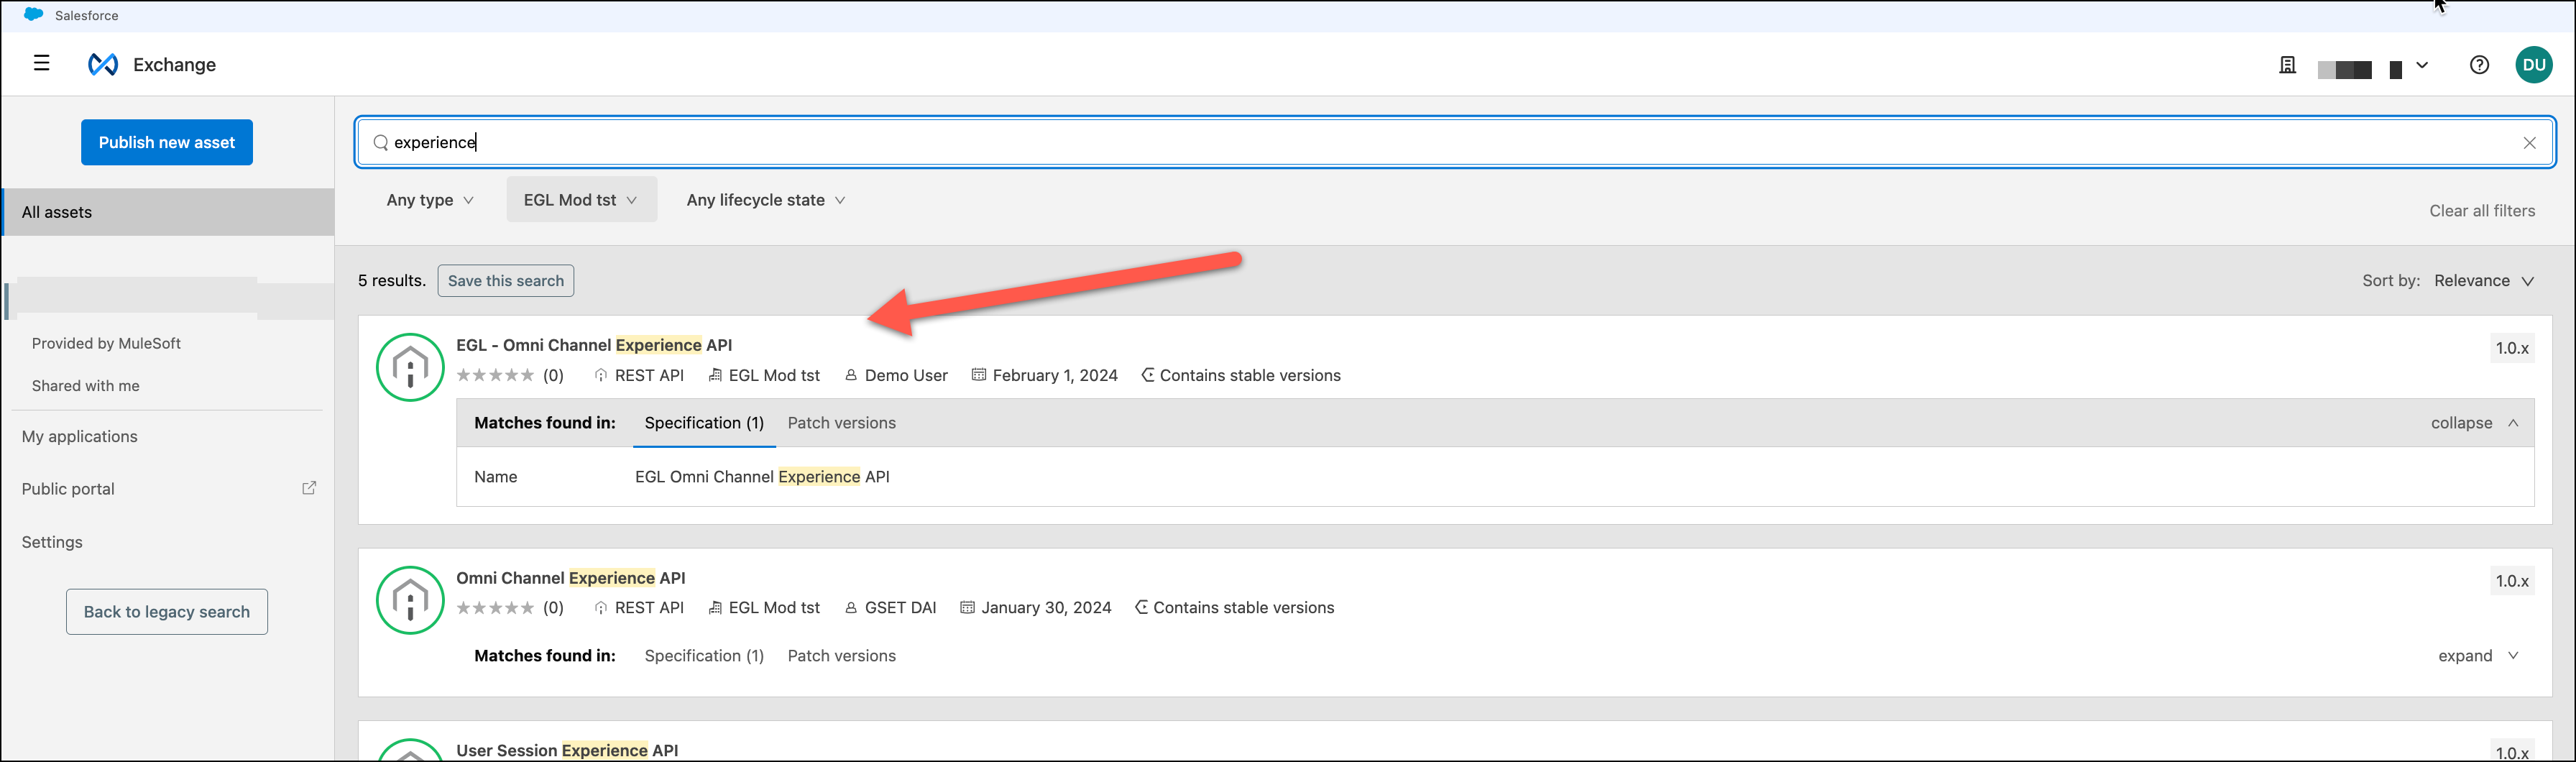 Salesforce
Exchange
DU
Publish new asset
experience
Any type
EGL Mod tst
Any lifecycle state
Clear all filters
All assets
5 results.
Save this search
Sort by: Relevance
Provided by MuleSoft
Shared with me
My applications
Public portal
Settings
Back to legacy search
EGL - Omni Channel Experience API
1.0.x
(0) REST API EGL Mod tst Demo User February 1, 2024 Contains stable versions
Matches found in: Specification (1) Patch versions collapse
Name EGL Omni Channel Experience API
Omni Channel Experience API
1.0.x
(0) REST API EGL Mod tst GSET DAI January 30, 2024 Contains stable versions
Matches found in: Specification (1) Patch versions expand
User Session Experience API
1.0.x